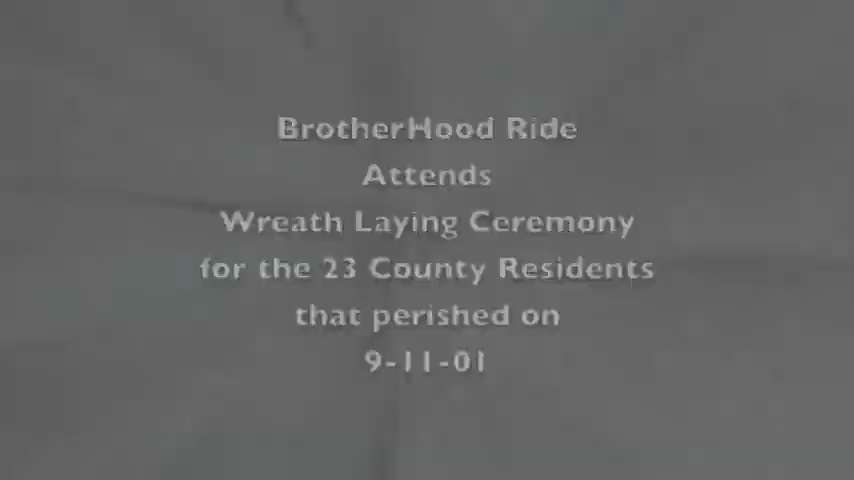 BrotherHood Ride
Attends
Wreath Laying Ceremony
for the 23 County Residents
that perished on
9-11-01